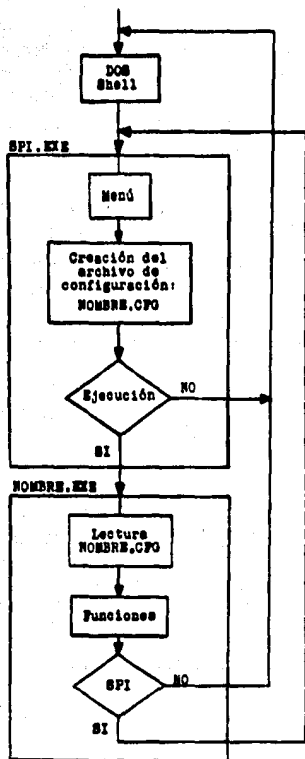 DOS
Shell
SPI.EXE
Menú
Creación del
archivo de
configuración:
NOMBRE.CFG
Ejecución
NO
SI
NOMBRE.EXE
Lectura
NOMBRE.CFG
Funciones
SPI
NO
SI